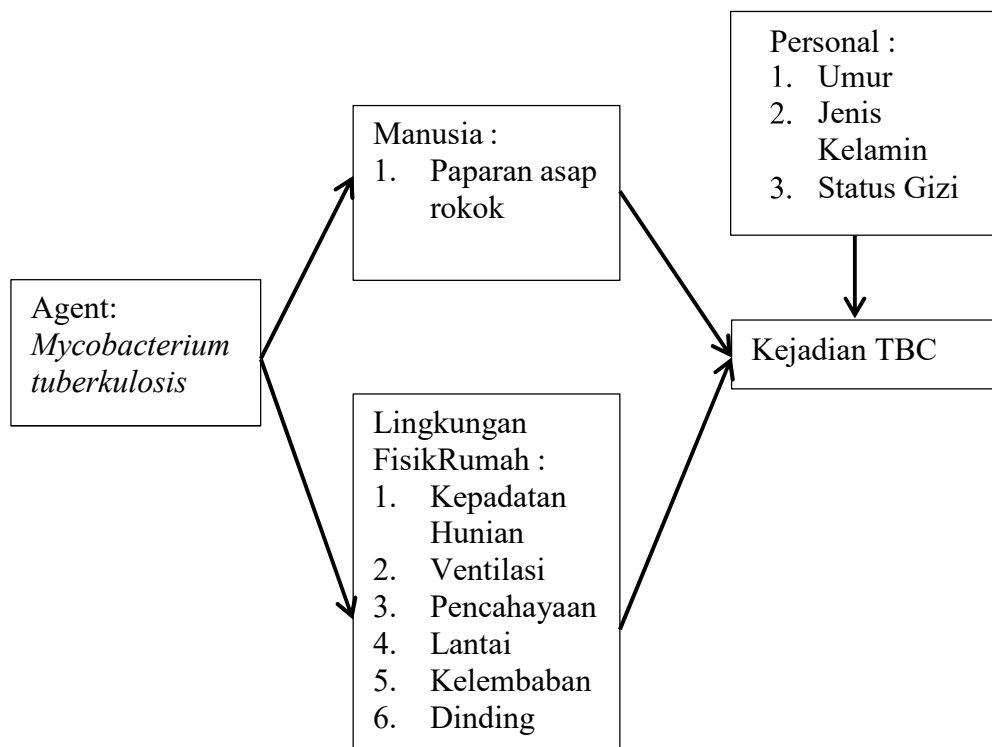 Personal :
1. Umur
2. Jenis
Kelamin
3. Status Gizi
Manusia :
1. Paparan asap
rokok
Agent:
Mycobacterium
tuberkulosis
Kejadian TBC
Lingkungan
FisikRumah :
1. Kepadatan
Hunian
2. Ventilasi
3. Pencahayaan
4. Lantai
5. Kelembaban
6. Dinding